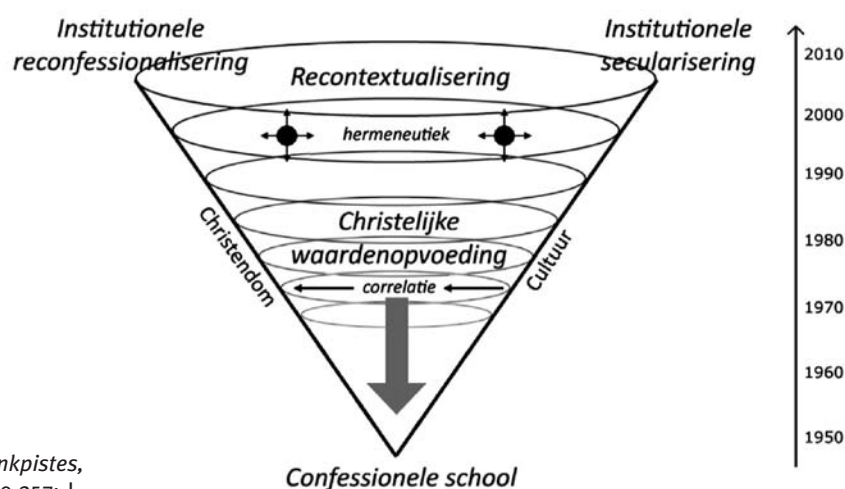 Institutionele
reconfessionalisering
Institutionele
secularisering
Recontextualisering
hermeneutiek
Christelijke
waardenopvoeding
correlatie
Christendom
Cultuur
Confessionele school
2010
2000
1990
1980
1970
1960
1950
nkpistes,